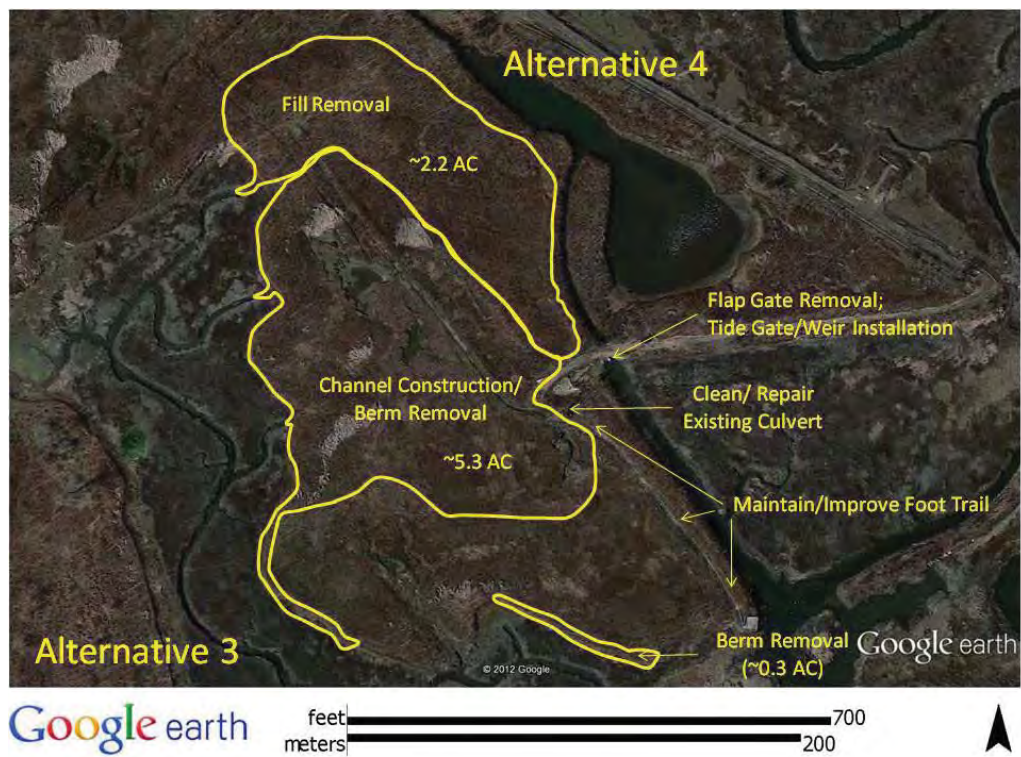 Alternative 4
Fill Removal
~2.2 AC
Flap Gate Removal;
Tide Gate/Weir Installation
Channel Construction/
Berm Removal
~5.3 AC
Clean/ Repair
Existing Culvert
Maintain/Improve Foot Trail
Alternative 3
Berm Removal
(~0.3 AC)
Google earth
© 2012 Google
Google earth
feet 700
meters 200